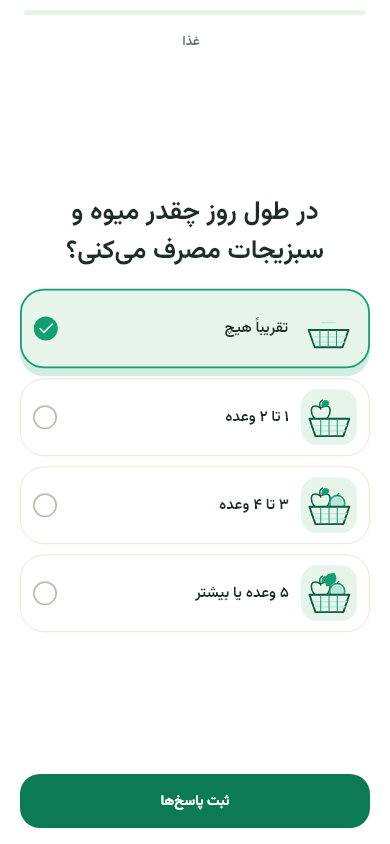 غذا
در طول روز چقدر میوه و
سبزیجات مصرف می‌کنی؟
تقریباً هیچ
۱ تا ۲ وعده
۳ تا ۴ وعده
۵ وعده یا بیشتر
ثبت پاسخ‌ها